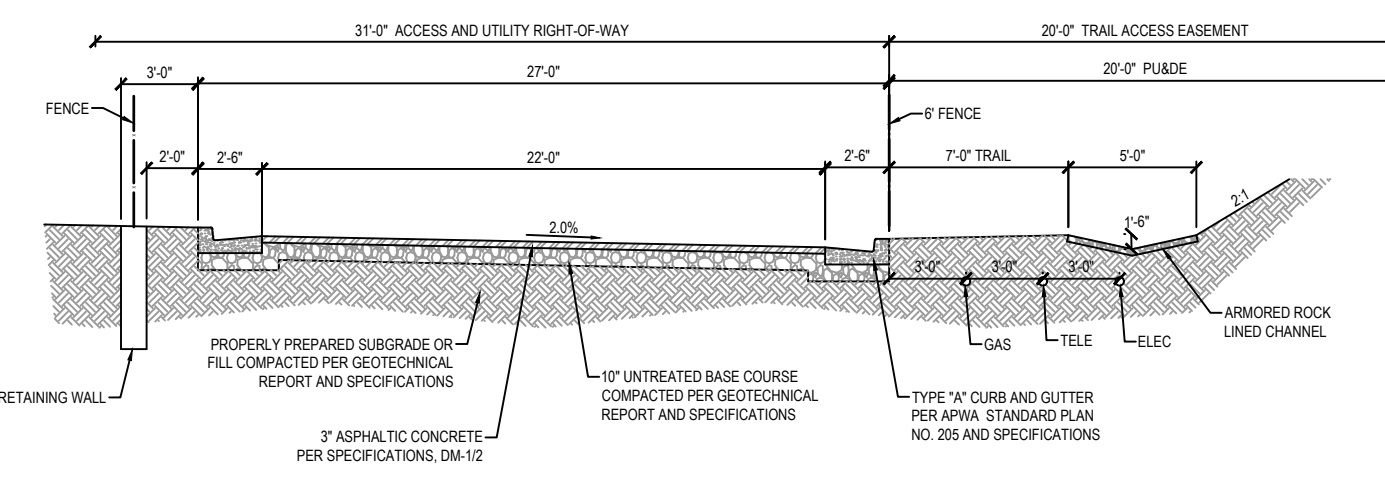 31'-0" ACCESS AND UTILITY RIGHT-OF-WAY
20'-0" TRAIL ACCESS EASEMENT
3'-0"
27'-0"
20'-0" PU&DE
FENCE
6' FENCE
2'-0"
2'-6"
22'-0"
2'-6"
7'-0" TRAIL
5'-0"
2:1
2.0%
1'-6"
3'-0"
3'-0"
3'-0"
GAS
TELE
ELEC
ARMORED ROCK
LINED CHANNEL
PROPERLY PREPARED SUBGRADE OR
FILL COMPACTED PER GEOTECHNICAL
REPORT AND SPECIFICATIONS
10" UNTREATED BASE COURSE
COMPACTED PER GEOTECHNICAL
REPORT AND SPECIFICATIONS
TYPE "A" CURB AND GUTTER
PER APWA STANDARD PLAN
NO. 205 AND SPECIFICATIONS
RETAINING WALL
3" ASPHALTIC CONCRETE
PER SPECIFICATIONS, DM-1/2